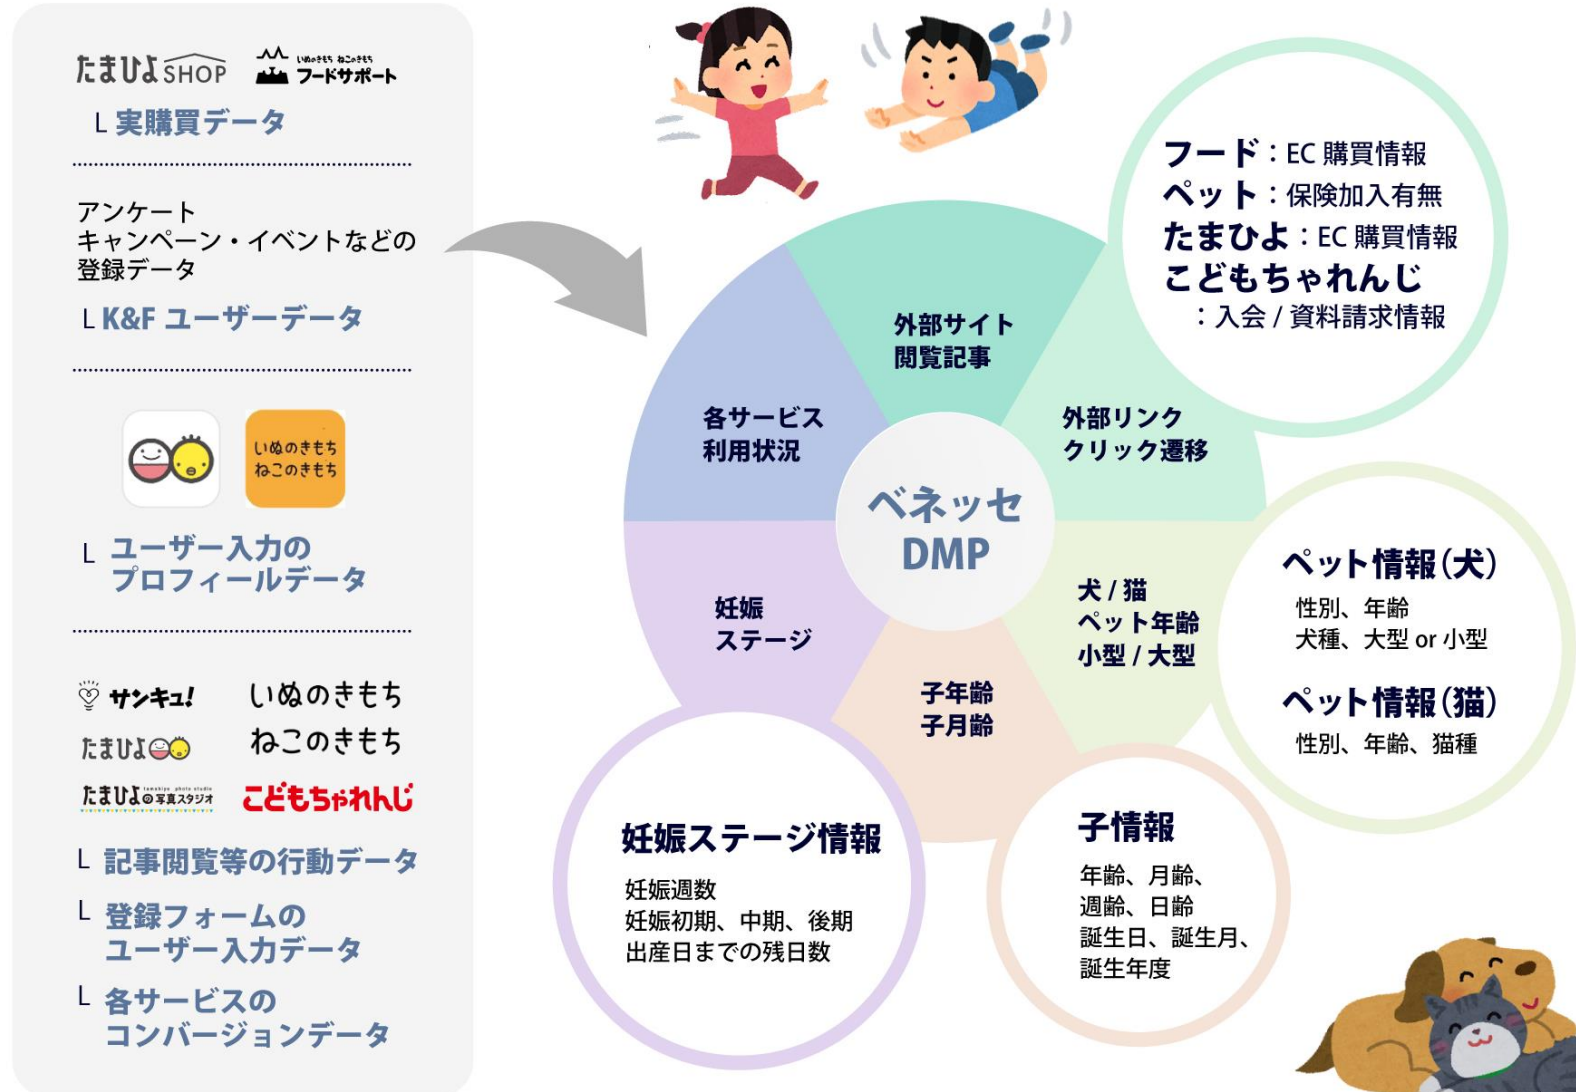 たまひよSHOP
いぬのきもち ねこのきもち
フードサポート
L 実購買データ
アンケート
キャンペーン・イベントなどの
登録データ
L K&F ユーザーデータ
いぬのきもち
ねこのきもち
L ユーザー入力の
プロフィールデータ
サンキュ!
いぬのきもち
たまひよ
ねこのきもち
tamahiyo photo studio
たまひよの写真スタジオ
こどもちゃれんじ
L 記事閲覧等の行動データ
L 登録フォームの
ユーザー入力データ
L 各サービスの
コンバージョンデータ
外部サイト
閲覧記事
各サービス
利用状況
外部リンク
クリック遷移
ベネッセ
DMP
妊娠
ステージ
犬 / 猫
ペット年齢
小型 / 大型
子年齢
子月齢
フード：EC 購買情報
ペット：保険加入有無
たまひよ：EC 購買情報
こどもちゃれんじ
：入会 / 資料請求情報
ペット情報（犬）
性別、年齢
犬種、大型 or 小型
ペット情報（猫）
性別、年齢、猫種
妊娠ステージ情報
妊娠週数
妊娠初期、中期、後期
出産日までの残日数
子情報
年齢、月齢、
週齢、日齢
誕生日、誕生月、
誕生年度